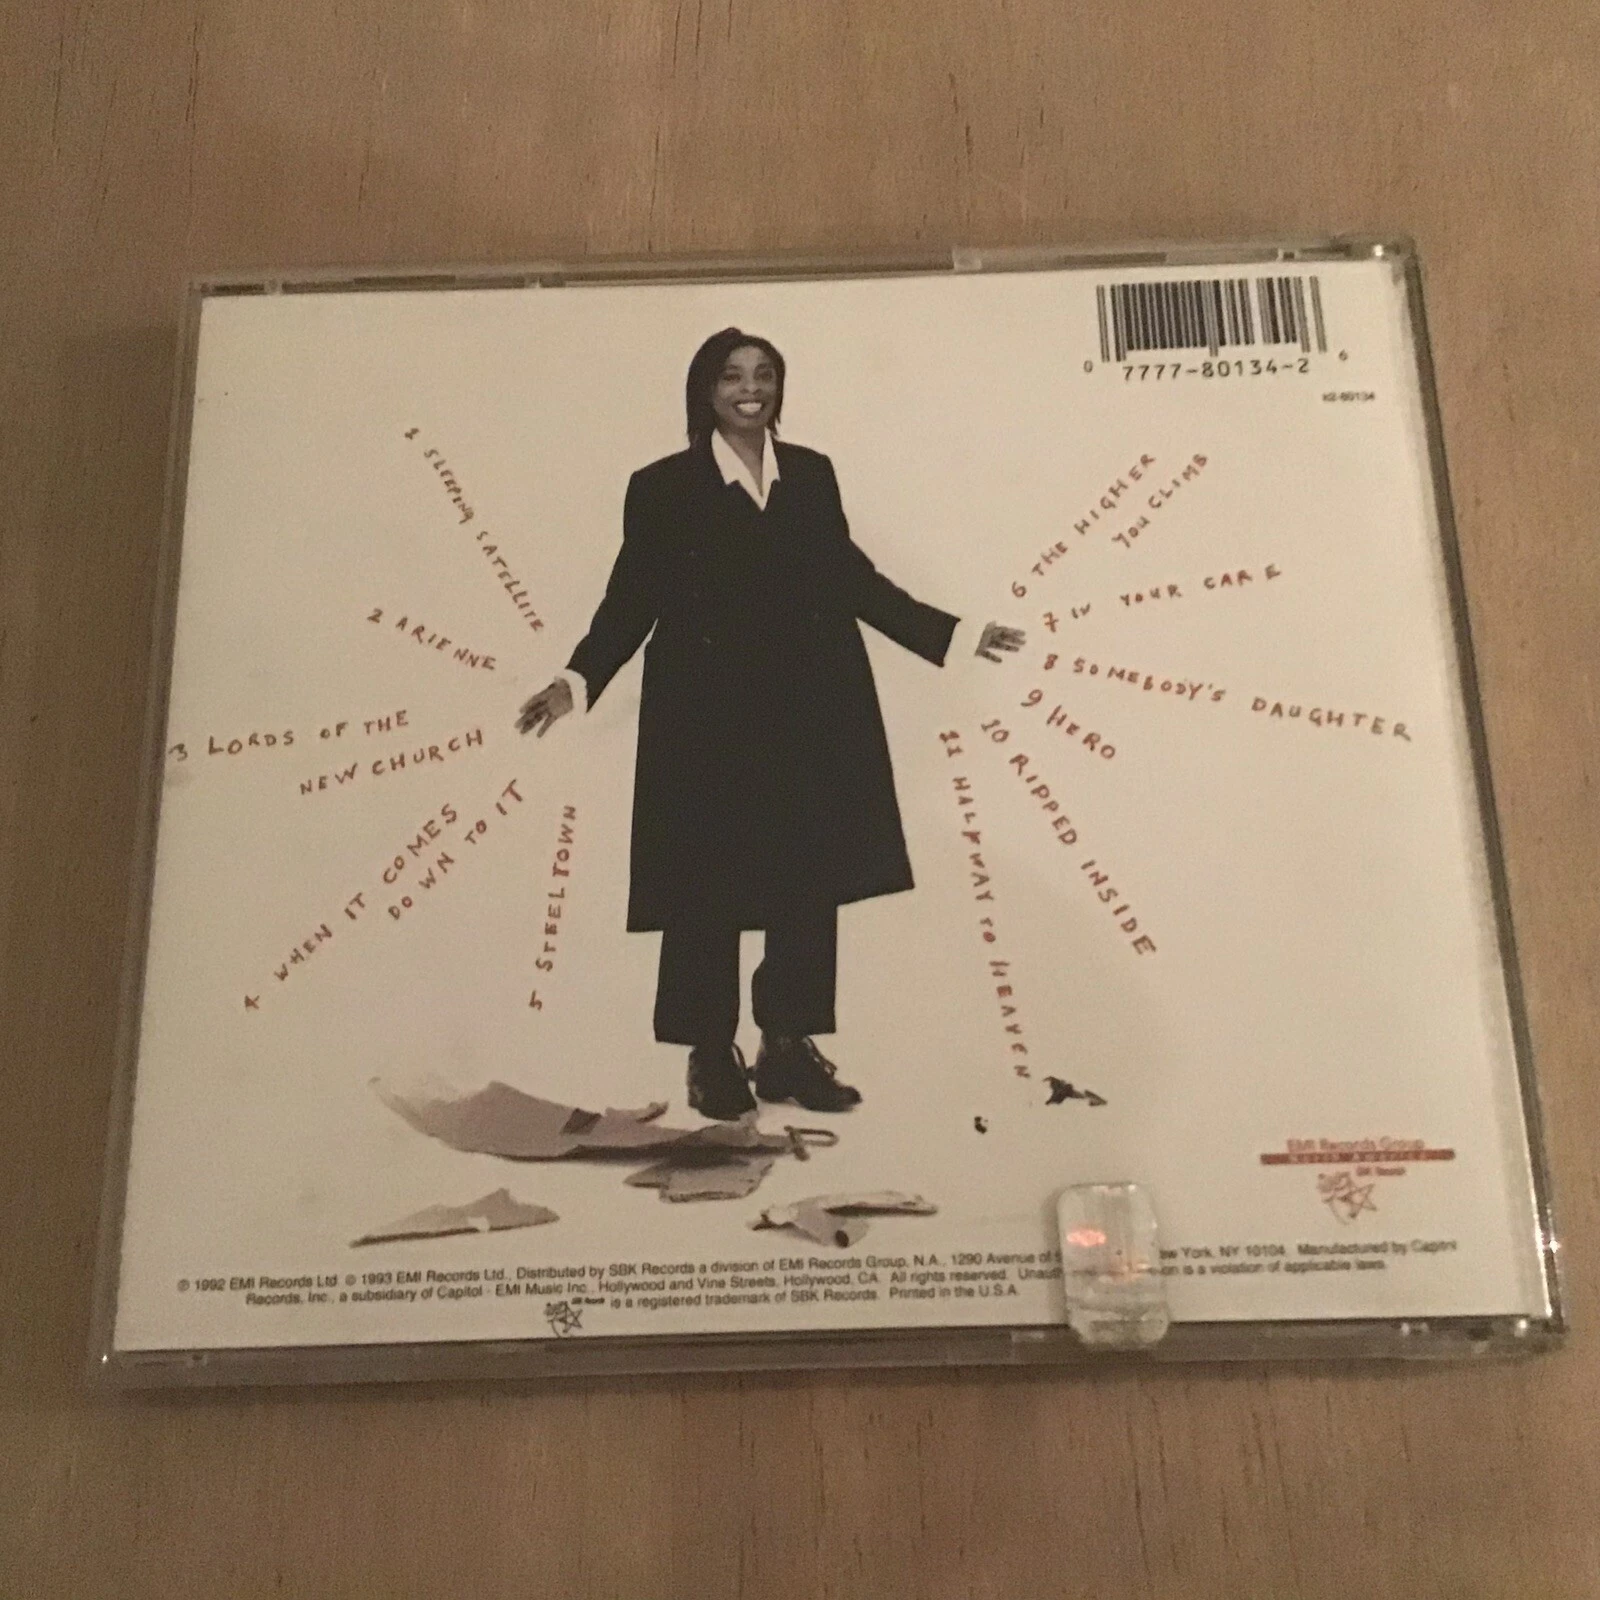 0 7777-80134-2 6
K2-80134
1 SLEEPING SATELLITE
2 ARIENNE
3 LORDS OF THE
NEW CHURCH
4 WHEN IT COMES
DOWN TO IT
5 STEELTOWN
6 THE HIGHER
YOU CLIMB
7 IN YOUR CARE
8 SOMEBODY'S DAUGHTER
9 HERO
10 RIPPED INSIDE
11 HALFWAY TO HEAVEN
EMI Records Group
North America
℗ 1992 EMI Records Ltd. © 1993 EMI Records Ltd., Distributed by SBK Records a division of EMI Records Group, N.A., 1290 Avenue of York, NY 10104. Manufactured by Capitol
Records, Inc., a subsidiary of Capitol - EMI Music Inc., Hollywood and Vine Streets, Hollywood, CA. All rights reserved. is a violation of applicable laws.
is a registered trademark of SBK Records. Printed in the U.S.A.